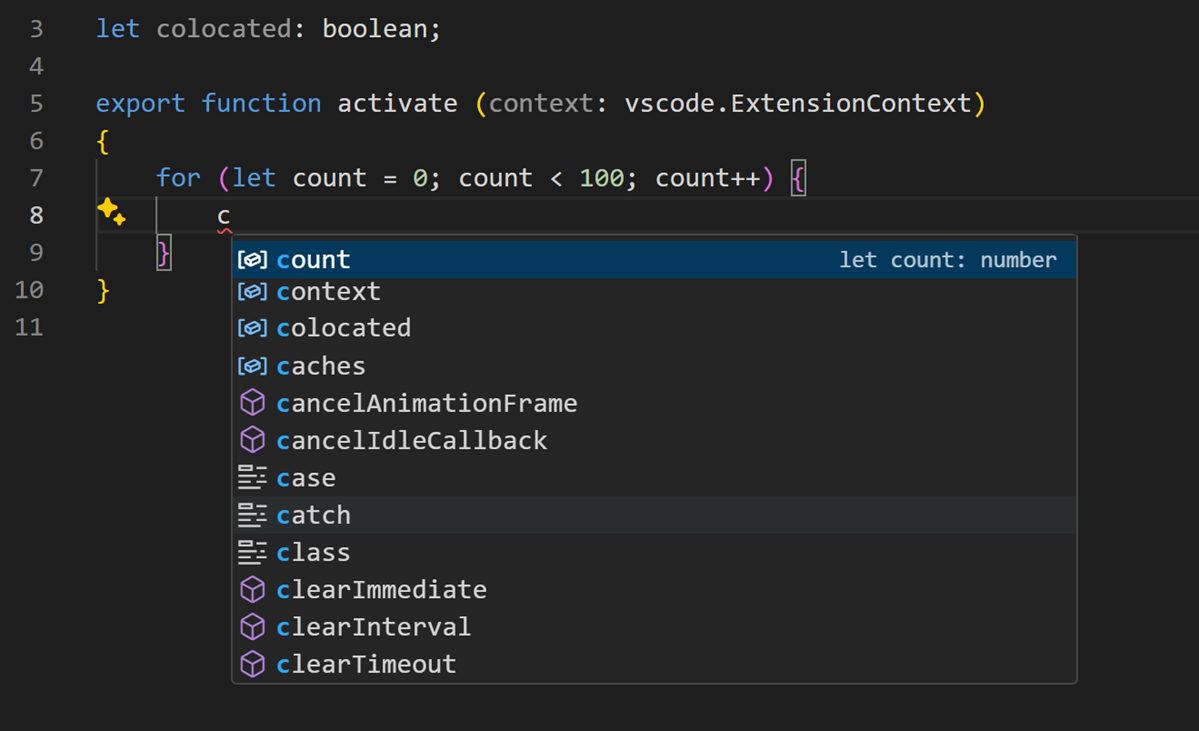 3 let colocated: boolean;
4
5 export function activate (context: vscode.ExtensionContext)
6 {
7 for (let count = 0; count < 100; count++) {
8 c
9 }
10 }
11
count let count: number
context
colocated
caches
cancelAnimationFrame
cancelIdleCallback
case
catch
class
clearImmediate
clearInterval
clearTimeout